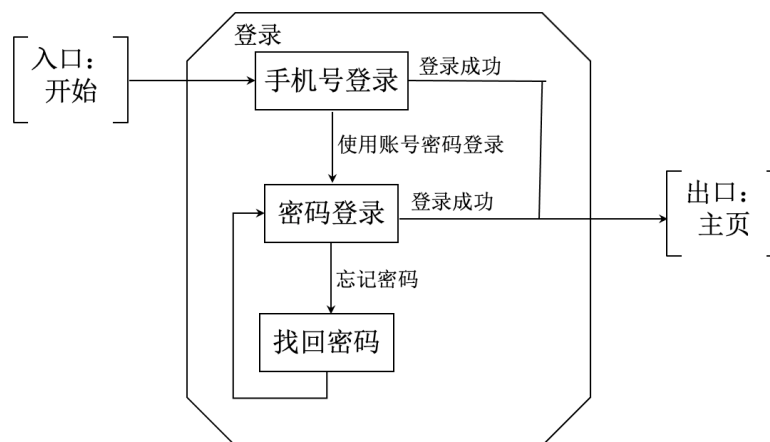 登录
入口：
开始
手机号登录
登录成功
使用账号密码登录
密码登录
登录成功
出口：
主页
忘记密码
找回密码